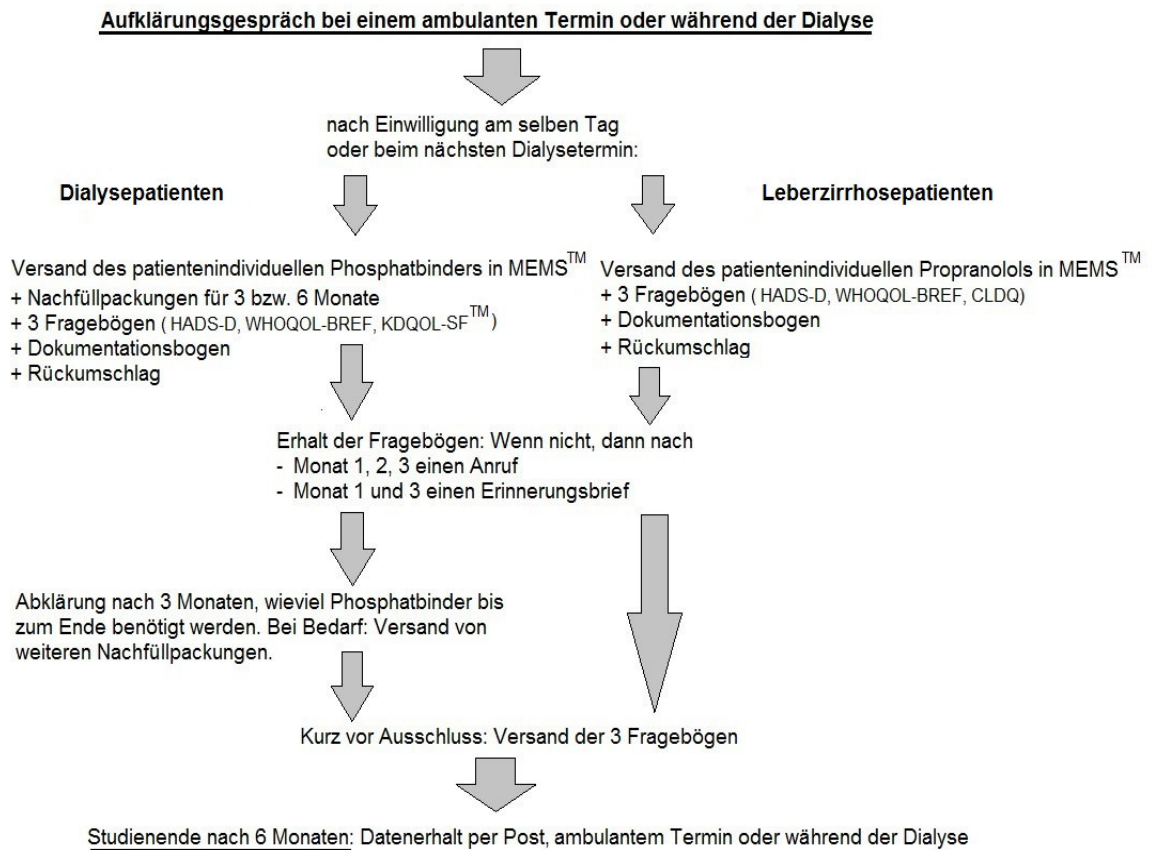 Aufklärungsgespräch bei einem ambulanten Termin oder während der Dialyse
nach Einwilligung am selben Tag
oder beim nächsten Dialysetermin:
Dialysepatienten
Leberzirrhosepatienten
Versand des patientenindividuellen Phosphatbinders in MEMS™
+ Nachfüllpackungen für 3 bzw. 6 Monate
+ 3 Fragebögen ( HADS-D, WHOQOL-BREF, KDQOL-SF™)
+ Dokumentationsbogen
+ Rückumschlag
Versand des patientenindividuellen Propranolols in MEMS™
+ 3 Fragebögen ( HADS-D, WHOQOL-BREF, CLDQ)
+ Dokumentationsbogen
+ Rückumschlag
Erhalt der Fragebögen: Wenn nicht, dann nach
- Monat 1, 2, 3 einen Anruf
- Monat 1 und 3 einen Erinnerungsbrief
Abklärung nach 3 Monaten, wieviel Phosphatbinder bis
zum Ende benötigt werden. Bei Bedarf: Versand von
weiteren Nachfüllpackungen.
Kurz vor Ausschluss: Versand der 3 Fragebögen
Studienende nach 6 Monaten: Datenerhalt per Post, ambulantem Termin oder während der Dialyse